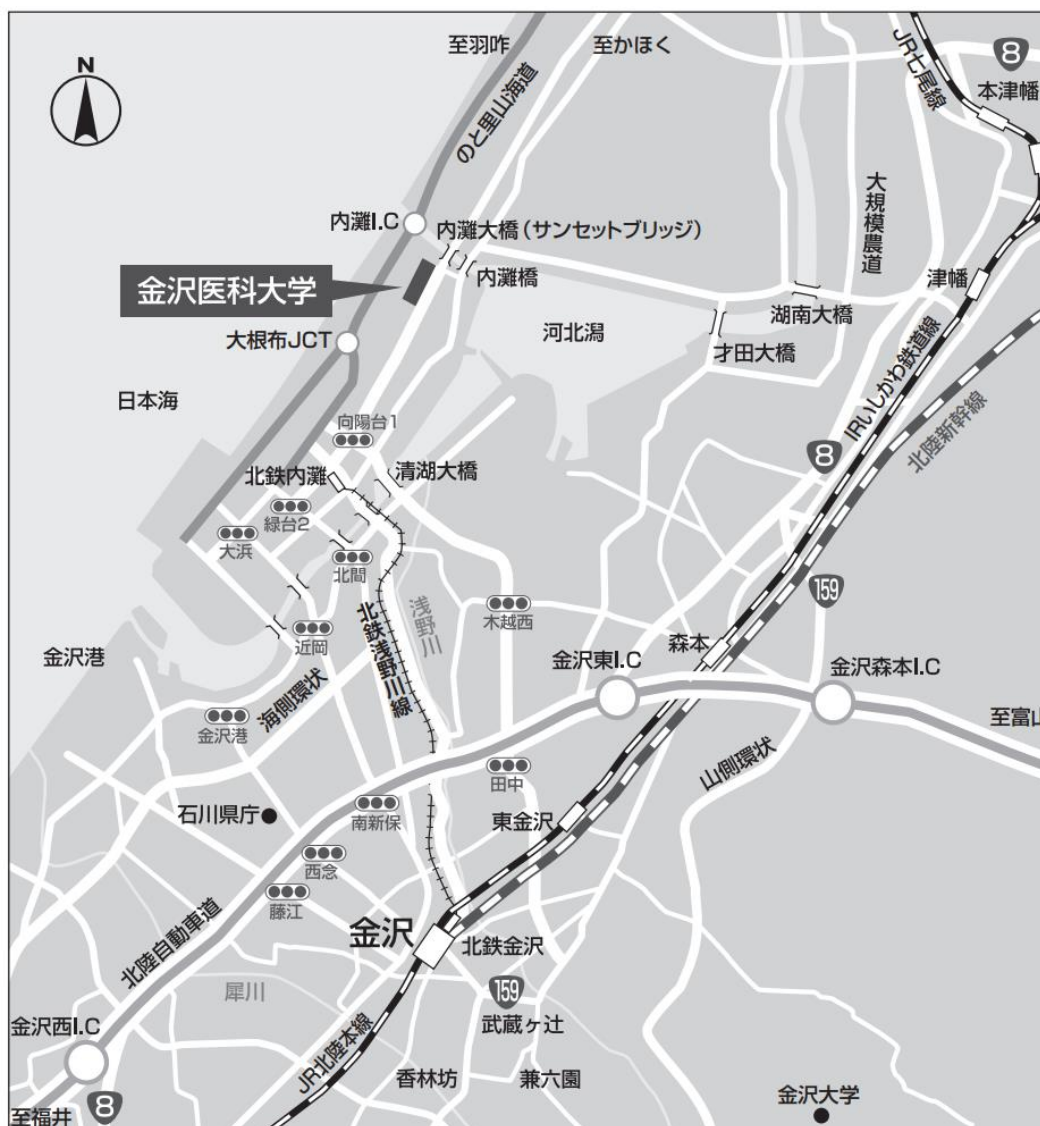 N
至羽咋
至かほく
のと里山海道
JR七尾線
8
本津幡
内灘I.C
内灘大橋（サンセットブリッジ）
内灘橋
大規模農道
津幡
金沢医科大学
湖南大橋
河北潟
才田大橋
大根布JCT
IRいしかわ鉄道線
北陸新幹線
日本海
向陽台1
8
北鉄内灘
清湖大橋
緑台2
大浜
北間
159
浅野川
木越西
近岡
北鉄浅野川線
森本
金沢港
金沢東I.C
金沢森本I.C
海側環状
金沢港
至富山
山側環状
田中
石川県庁
南新保
東金沢
西念
藤江
金沢
北鉄金沢
北陸自動車道
犀川
159
武蔵ヶ辻
金沢西I.C
JR北陸本線
香林坊
兼六園
金沢大学
8
至福井